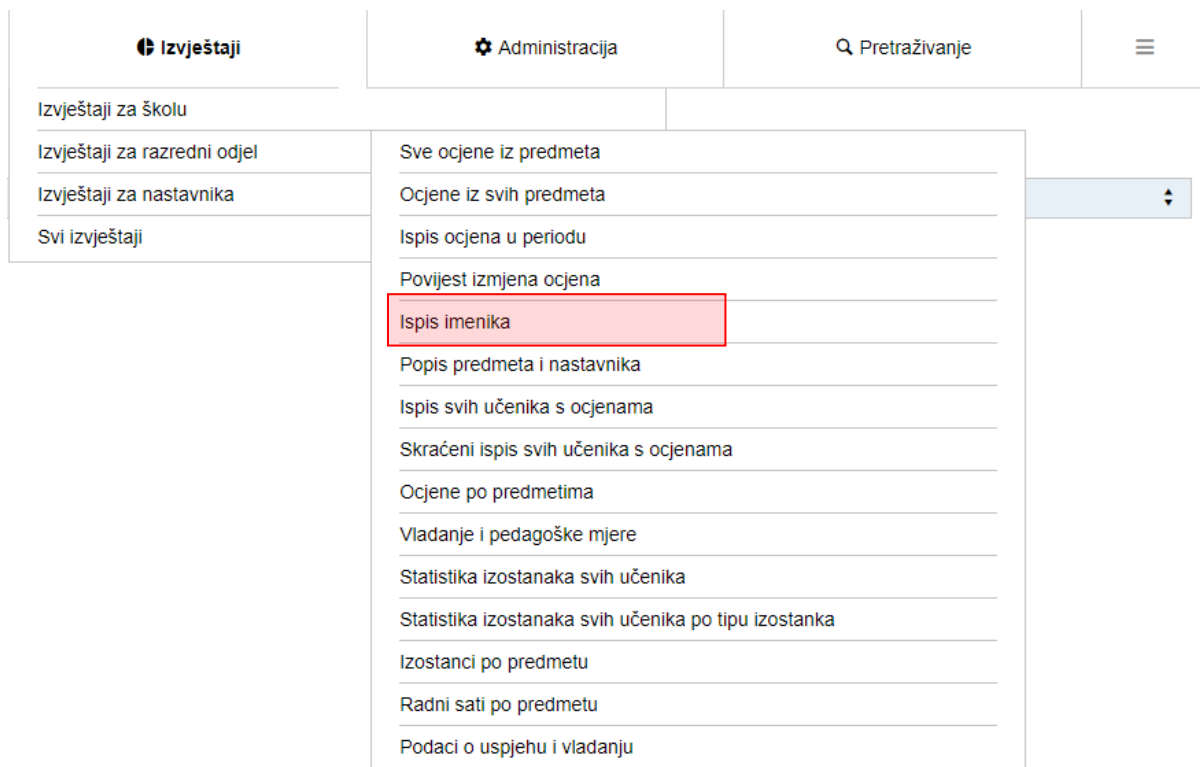 Izvještaji
Administracija
Pretraživanje
Izvještaji za školu
Izvještaji za razredni odjel
Izvještaji za nastavnika
Svi izvještaji
Sve ocjene iz predmeta
Ocjene iz svih predmeta
Ispis ocjena u periodu
Povijest izmjena ocjena
Ispis imenika
Popis predmeta i nastavnika
Ispis svih učenika s ocjenama
Skraćeni ispis svih učenika s ocjenama
Ocjene po predmetima
Vladanje i pedagoške mjere
Statistika izostanaka svih učenika
Statistika izostanaka svih učenika po tipu izostanka
Izostanci po predmetu
Radni sati po predmetu
Podaci o uspjehu i vladanju